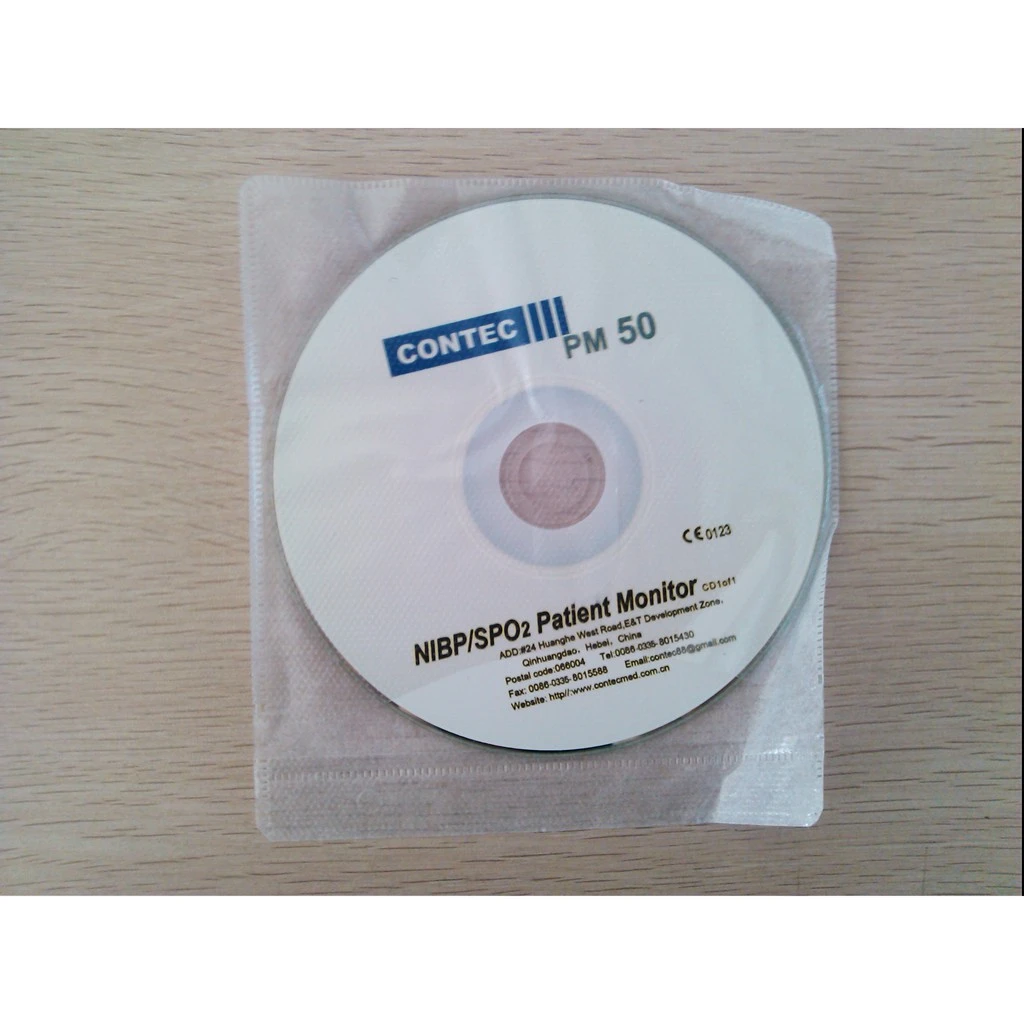 CONTEC
PM 50
CE 0123
NIBP/SPO2 Patient Monitor CD1of1
ADD:#24 Huanghe West Road,E&T Development Zone,
Qinhuangdao, Hebei, China
Postal code:066004 Tel:0086-0335-8015430
Fax: 0086-0335-8015588 Email:contec88@gmail.com
Website: http//:www.contecmed.com.cn